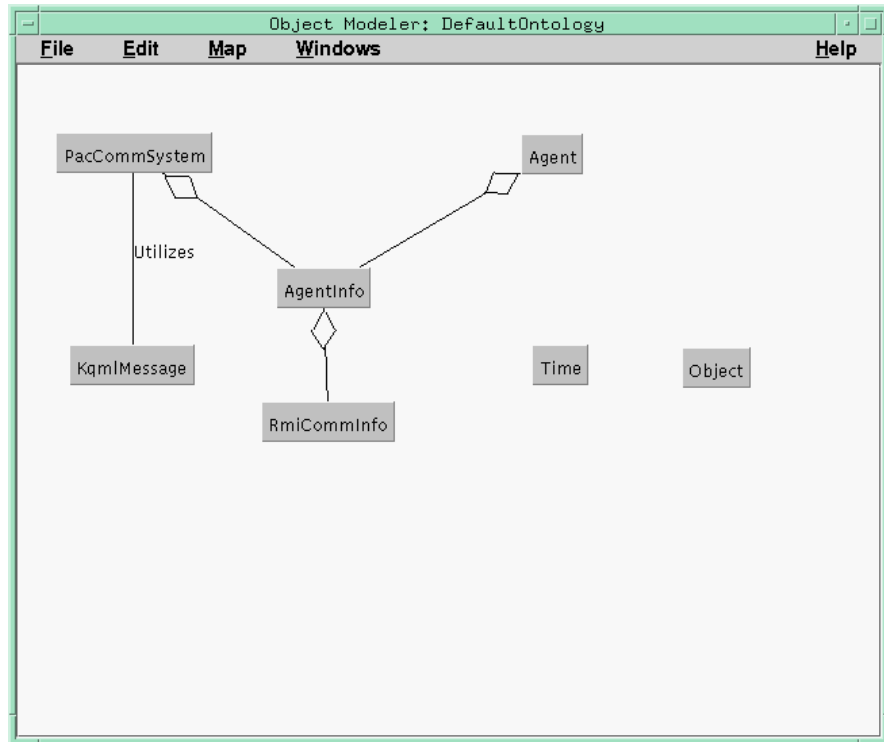 Object Modeler: DefaultOntology
File Edit Map Windows Help
PacCommSystem
Agent
Utilizes
AgentInfo
KqmlMessage
Time
Object
RmiCommInfo